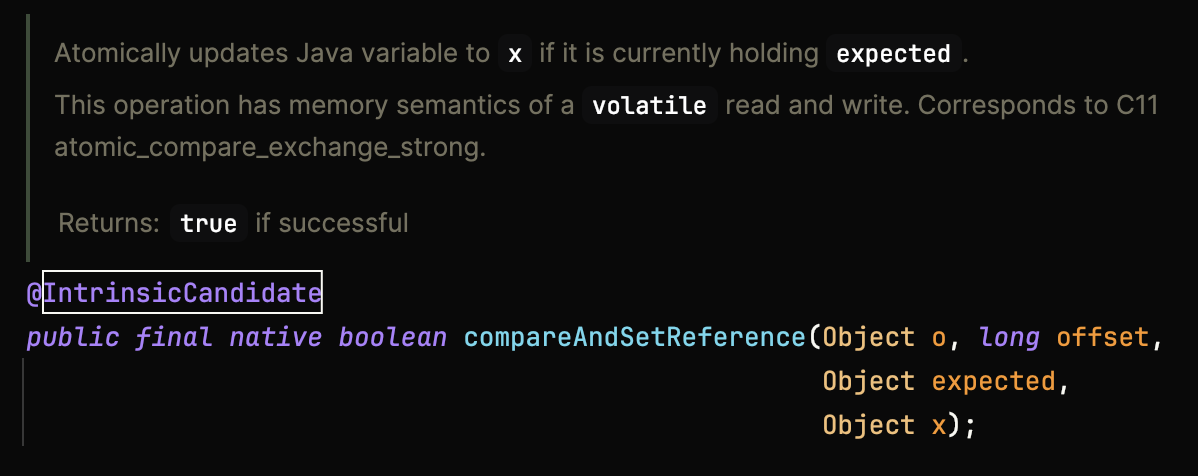 Atomically updates Java variable to x if it is currently holding expected.
This operation has memory semantics of a volatile read and write. Corresponds to C11
atomic_compare_exchange_strong.
Returns: true if successful
@IntrinsicCandidate
public final native boolean compareAndSetReference(Object o, long offset,
Object expected,
Object x);